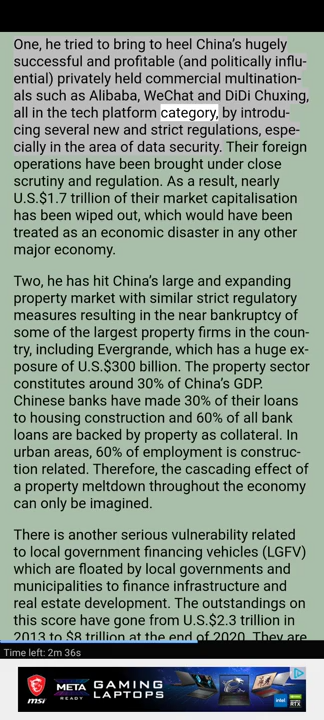 One, he tried to bring to heel China's hugely
successful and profitable (and politically influ-
ential) privately held commercial multination-
als such as Alibaba, WeChat and DiDi Chuxing,
all in the tech platform category, by introdu-
cing several new and strict regulations, espe-
cially in the area of data security. Their foreign
operations have been brought under close
scrutiny and regulation. As a result, nearly
U.S.$1.7 trillion of their market capitalisation
has been wiped out, which would have been
treated as an economic disaster in any other
major economy.
Two, he has hit China's large and expanding
property market with similar strict regulatory
measures resulting in the near bankruptcy of
some of the largest property firms in the coun-
try, including Evergrande, which has a huge ex-
posure of U.S.$300 billion. The property sector
constitutes around 30% of China's GDP.
Chinese banks have made 30% of their loans
to housing construction and 60% of all bank
loans are backed by property as collateral. In
urban areas, 60% of employment is construc-
tion related. Therefore, the cascading effect of
a property meltdown throughout the economy
can only be imagined.
There is another serious vulnerability related
to local government financing vehicles (LGFV)
which are floated by local governments and
municipalities to finance infrastructure and
real estate development. The outstandings on
this score have gone from U.S.$2.3 trillion in
2013 to $8 trillion at the end of 2020. They are
Time left: 2m 36s
msi
META
READY
GAMING
LAPTOPS
intel
RTX